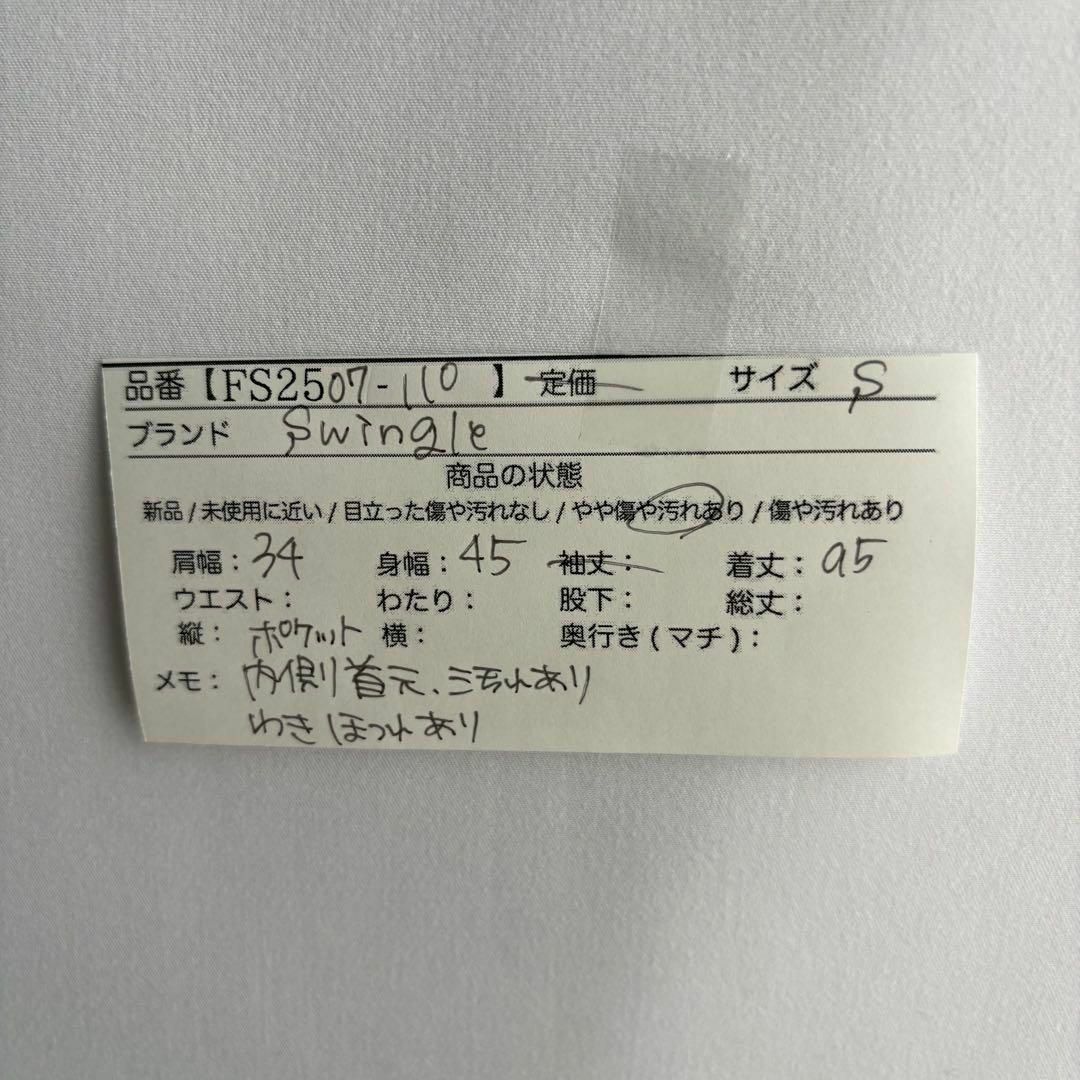 品番【FS2507-110】定価 サイズ S
ブランド Swingle
商品の状態
新品 / 未使用に近い / 目立った傷や汚れなし / やや傷や汚れあり / 傷や汚れあり
肩幅：34 身幅：45 袖丈： 着丈：95
ウエスト： わたり： 股下： 総丈：
縦：ポケット 横： 奥行き(マチ)：
メモ：内側首元、汚れあり
わきほつれあり